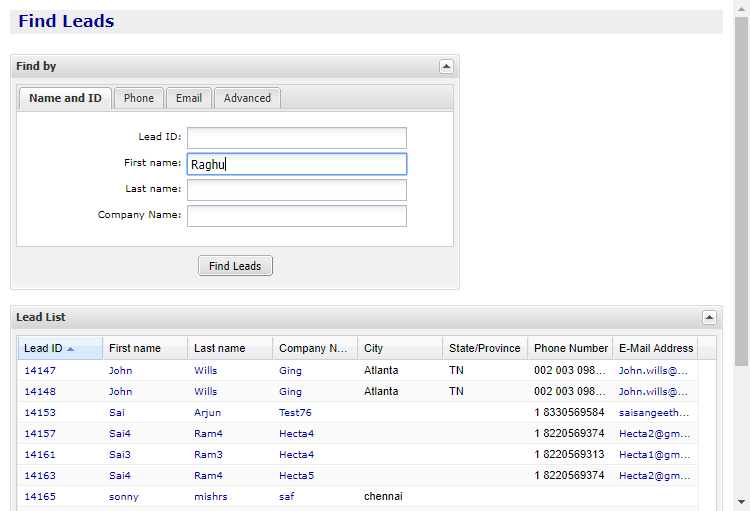 Find Leads
Find by
Name and ID Phone Email Advanced
Lead ID:
First name: Raghu
Last name:
Company Name:
Find Leads
Lead List
Lead ID First name Last name Company N... City State/Province Phone Number E-Mail Address
14147 John Wills Ging Atlanta TN 002 003 098... John.wills@...
14148 John Wills Ging Atlanta TN 002 003 098... John.wills@...
14153 Sai Arjun Test76 1 8330569584 saisangeeth...
14157 Sai4 Ram4 Hecta4 1 8220569374 Hecta2@gm...
14161 Sai3 Ram3 Hecta4 1 8220569313 Hecta1@gm...
14163 Sai4 Ram4 Hecta5 1 8220569374 Hecta2@gm...
14165 sonny mishrs saf chennai